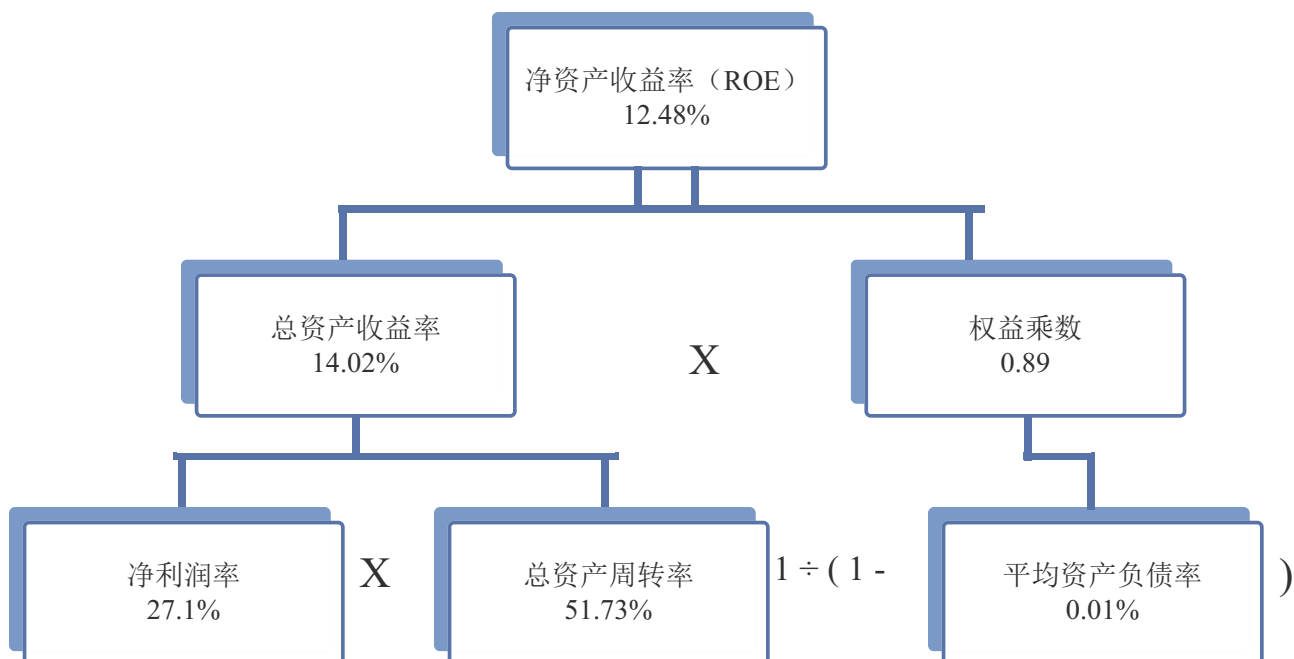 净资产收益率（ROE）
12.48%
总资产收益率
14.02%
X
权益乘数
0.89
净利润率
27.1%
X
总资产周转率
51.73%
1 ÷ ( 1 -
平均资产负债率
0.01%
)